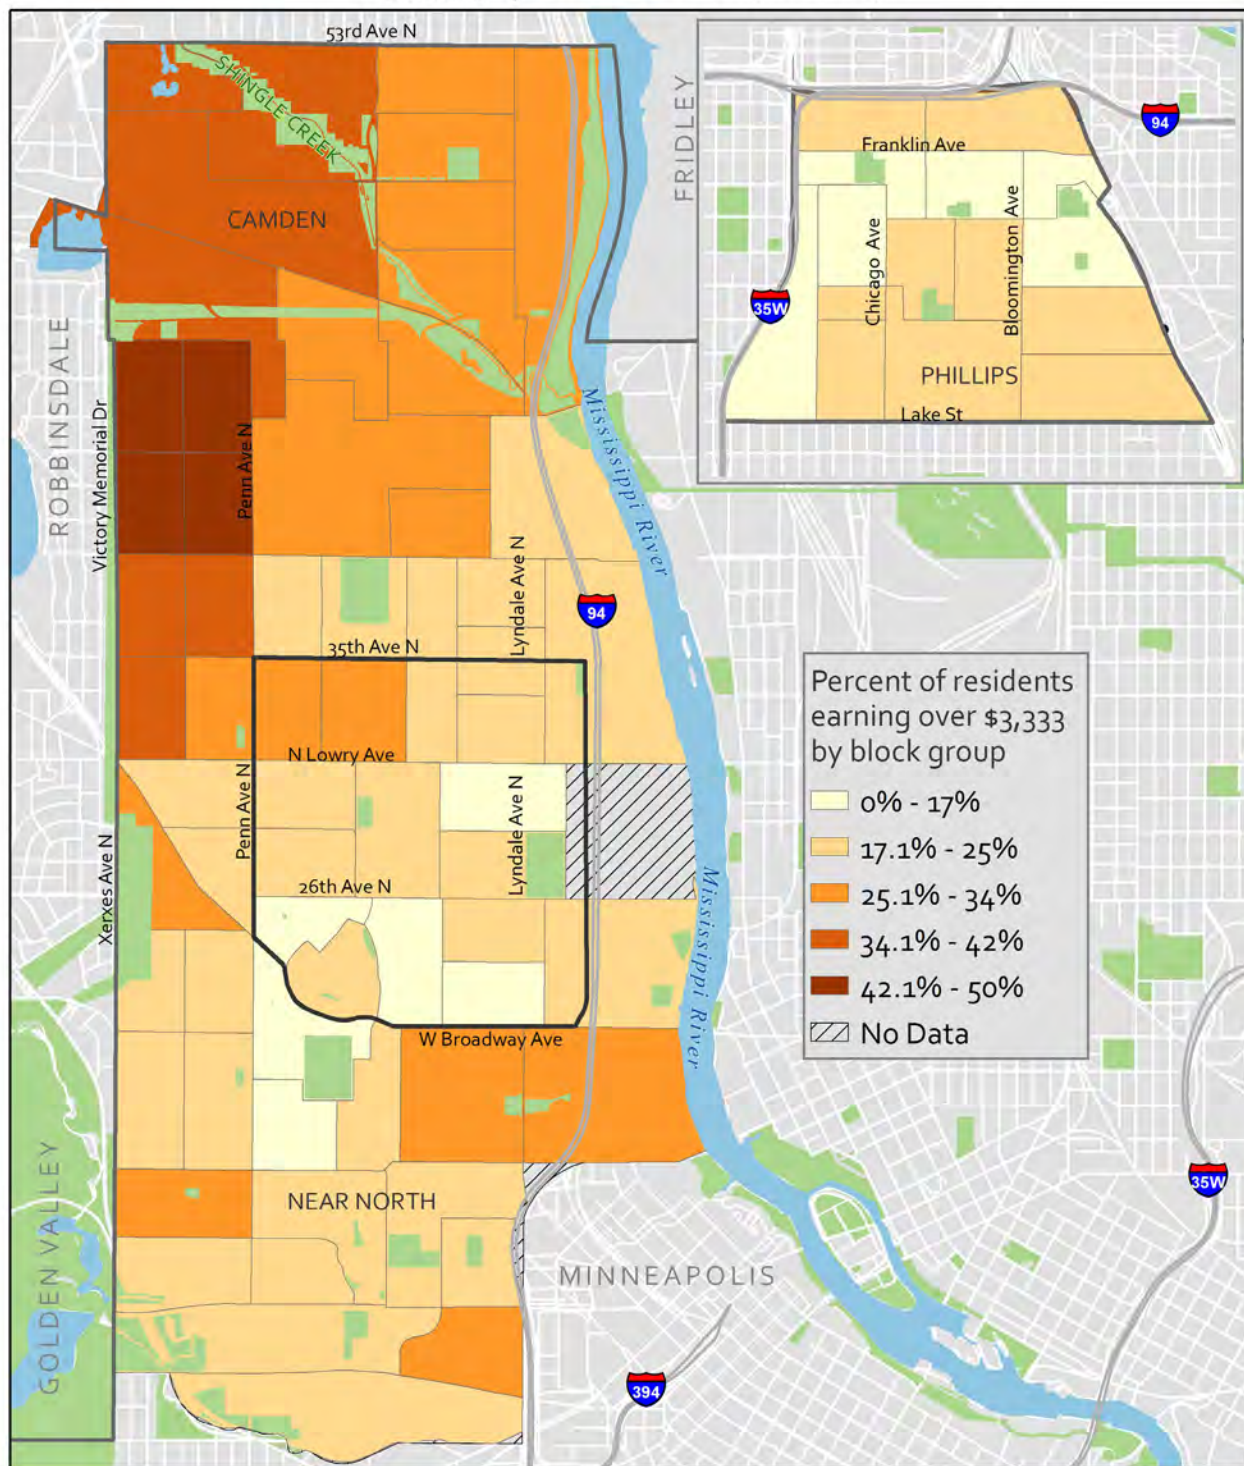 53rd Ave N
SHINGLE CREEK
FRIDLEY
94
Franklin Ave
CAMDEN
Chicago Ave
Bloomington Ave
35W
ROBBINSDALE
PHILLIPS
Lake St
Victory Memorial Dr
Penn Ave N
Mississippi River
Lyndale Ave N
94
35th Ave N
Percent of residents
earning over $3,333
by block group
0% - 17%
17.1% - 25%
25.1% - 34%
34.1% - 42%
42.1% - 50%
No Data
N Lowry Ave
Penn Ave N
Lyndale Ave N
Xerxes Ave N
26th Ave N
Mississippi River
W Broadway Ave
GOLDEN VALLEY
NEAR NORTH
35W
MINNEAPOLIS
394